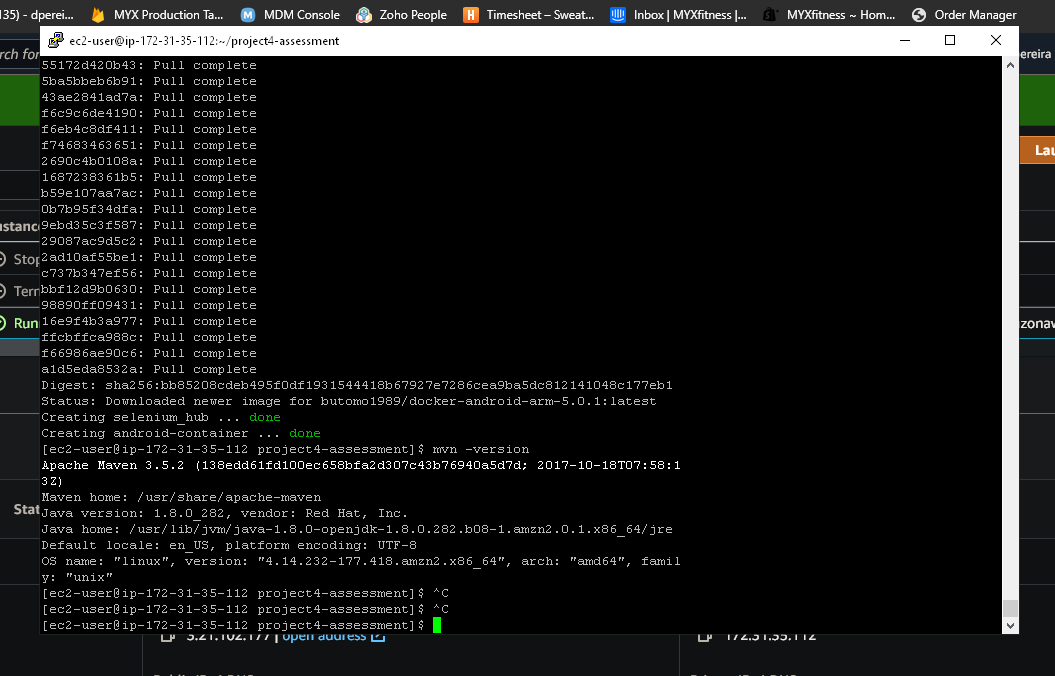 135) - dperei...
MYX Production Ta...
MDM Console
Zoho People
Timesheet – Sweat...
Inbox | MYXfitness |...
MYXfitness ~ Hom...
Order Manager
ec2-user@ip-172-31-35-112:~/project4-assessment
rch for
ereira
55172d420b43: Pull complete
5ba5bbeb6b91: Pull complete
43ae2841ad7a: Pull complete
f6c9c6de4190: Pull complete
f6eb4c8df411: Pull complete
f74683463651: Pull complete
2690c4b0108a: Pull complete
Lau
1687238361b5: Pull complete
b59e107aa7ac: Pull complete
0b7b95f34dfa: Pull complete
9ebd35c3f587: Pull complete
nstanc
29087ac9d5c2: Pull complete
2ad10af55be1: Pull complete
Stop
c737b347ef56: Pull complete
bbf12d9b0630: Pull complete
Tern
98890ff09431: Pull complete
16e9f4b3a977: Pull complete
Run
zonaw
ffcbffca988c: Pull complete
f66986ae90c6: Pull complete
a1d5eda8532a: Pull complete
Digest: sha256:bb85208cdeb495f0df1931544418b67927e7286cea9ba5dc812141048c177eb1
Status: Downloaded newer image for butomo1989/docker-android-arm-5.0.1:latest
Creating selenium_hub ... done
Creating android-container ... done
[ec2-user@ip-172-31-35-112 project4-assessment]$ mvn -version
Apache Maven 3.5.2 (138edd61fd100ec658bfa2d307c43b76940a5d7d; 2017-10-18T07:58:1
3Z)
Maven home: /usr/share/apache-maven
Stat
Java version: 1.8.0_282, vendor: Red Hat, Inc.
Java home: /usr/lib/jvm/java-1.8.0-openjdk-1.8.0.282.b08-1.amzn2.0.1.x86_64/jre
Default locale: en_US, platform encoding: UTF-8
OS name: "linux", version: "4.14.232-177.418.amzn2.x86_64", arch: "amd64", famil
y: "unix"
[ec2-user@ip-172-31-35-112 project4-assessment]$ ^C
[ec2-user@ip-172-31-35-112 project4-assessment]$ ^C
[ec2-user@ip-172-31-35-112 project4-assessment]$
3.21.102.177 | open address
172.31.35.112